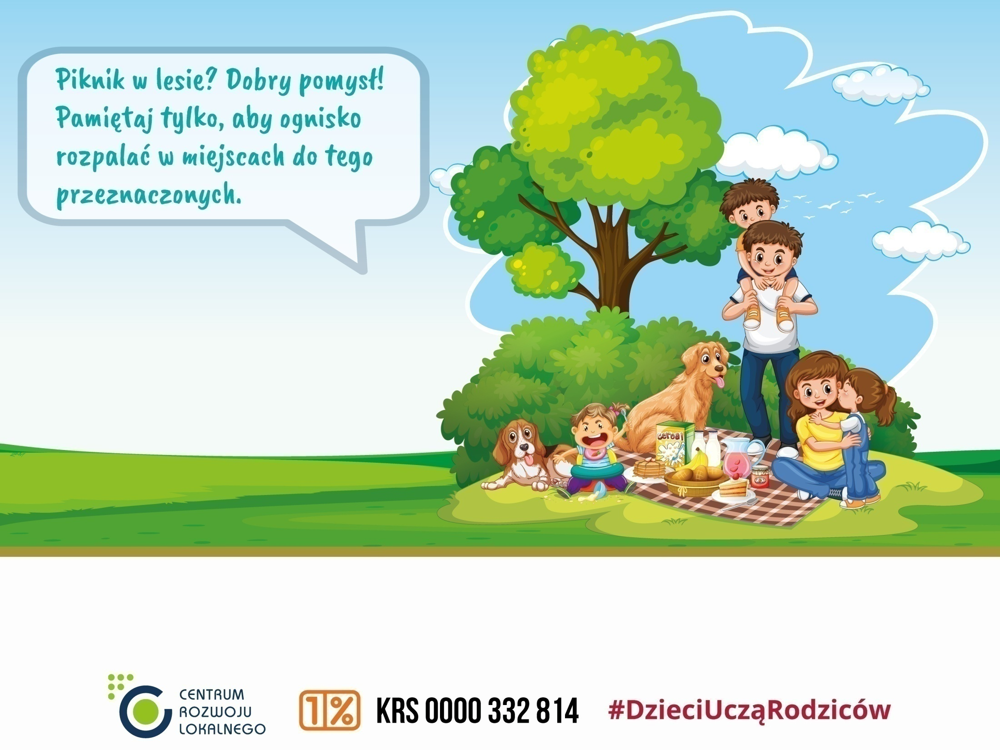 Piknik w lesie? Dobry pomysł!
Pamiętaj tylko, aby ognisko
rozpalać w miejscach do tego
przeznaczonych.
cereal
CENTRUM
ROZWOJU
LOKALNEGO
1%
KRS 0000 332 814
#DzieciUcząRodziców